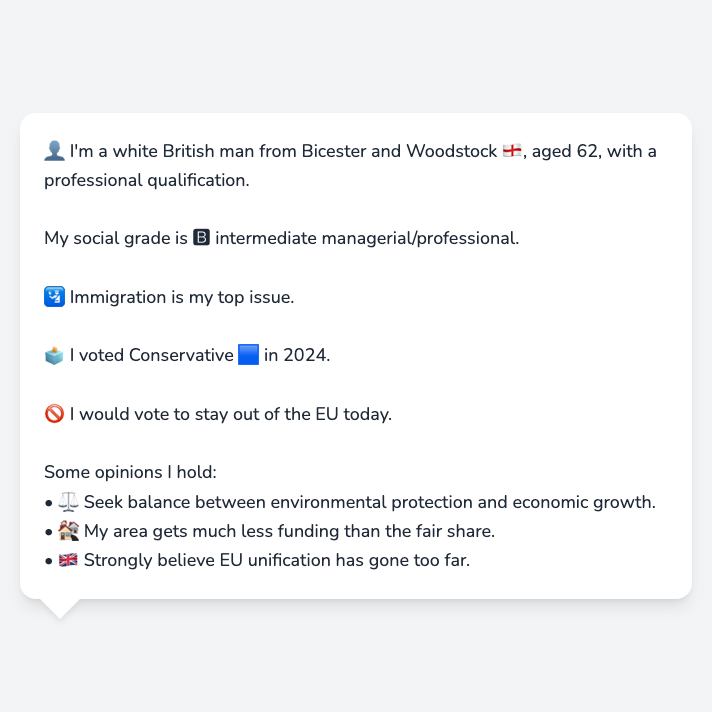 👤 I'm a white British man from Bicester and Woodstock 🏴󠁧󠁢󠁥󠁮󠁧󠁿, aged 62, with a
professional qualification.
My social grade is 🅱 intermediate managerial/professional.
🛂 Immigration is my top issue.
🗳️ I voted Conservative 🟦 in 2024.
🚫 I would vote to stay out of the EU today.
Some opinions I hold:
• ⚖️ Seek balance between environmental protection and economic growth.
• 🏘️ My area gets much less funding than the fair share.
• 🇬🇧 Strongly believe EU unification has gone too far.